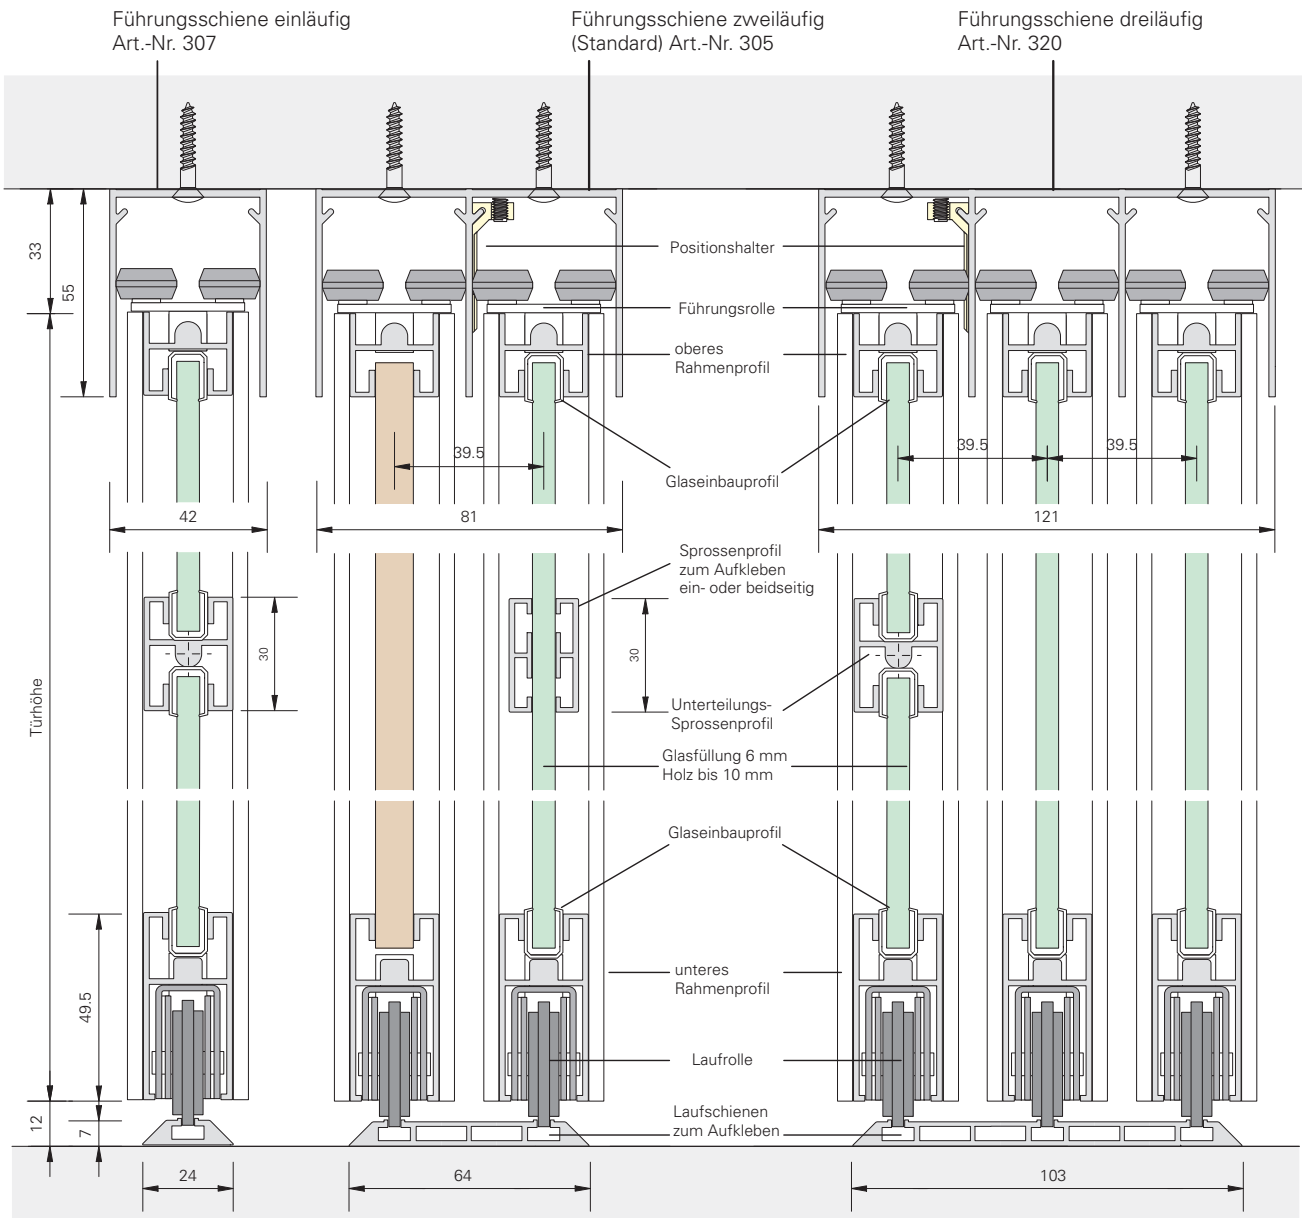 Führungsschiene einläufig
Art.-Nr. 307
Führungsschiene zweiläufig
(Standard) Art.-Nr. 305
Führungsschiene dreiläufig
Art.-Nr. 320
33
55
Positionshalter
Führungsrolle
oberes
Rahmenprofil
39.5
39.5
39.5
Glaseinbauprofil
42
81
121
Sprossenprofil
zum Aufkleben
ein- oder beidseitig
30
30
Türhöhe
Unterteilungs-
Sprossenprofil
Glasfüllung 6 mm
Holz bis 10 mm
Glaseinbauprofil
unteres
Rahmenprofil
49.5
Laufrolle
12
7
Laufschienen
zum Aufkleben
24
64
103